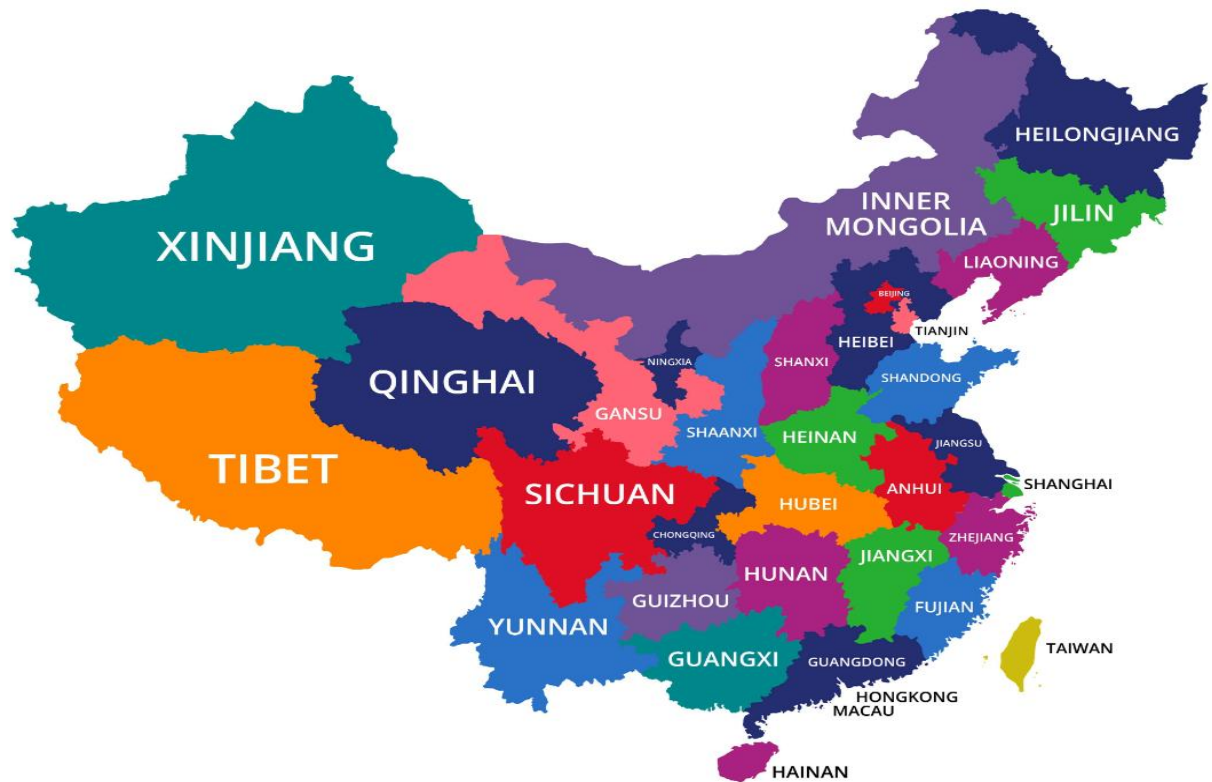 HEILONGJIANG
INNER
MONGOLIA
JILIN
XINJIANG
LIAONING
BEIJING
TIANJIN
HEIBEI
NINGXIA
SHANXI
QINGHAI
SHANDONG
GANSU
SHAANXI
HEINAN
JIANGSU
TIBET
SICHUAN
HUBEI
ANHUI
SHANGHAI
CHONGQING
ZHEJIANG
JIANGXI
HUNAN
GUIZHOU
FUJIAN
YUNNAN
TAIWAN
GUANGXI
GUANGDONG
HONGKONG
MACAU
HAINAN